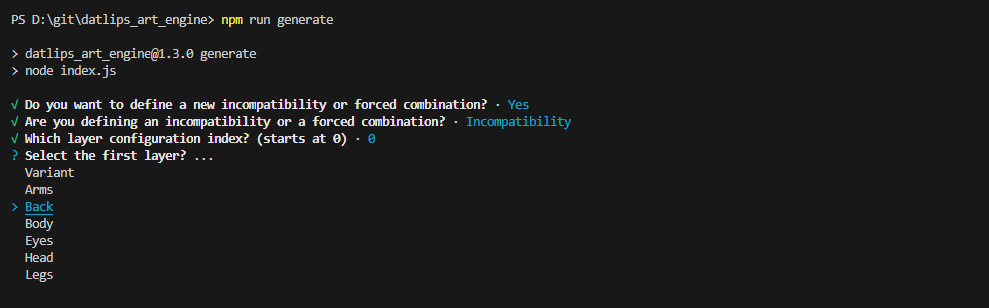 PS D:\git\datlips_art_engine> npm run generate
> datlips_art_engine@1.3.0 generate
> node index.js
√ Do you want to define a new incompatibility or forced combination? · Yes
√ Are you defining an incompatibility or a forced combination? · Incompatibility
√ Which layer configuration index? (starts at 0) · 0
? Select the first layer? ...
Variant
Arms
> Back
Body
Eyes
Head
Legs